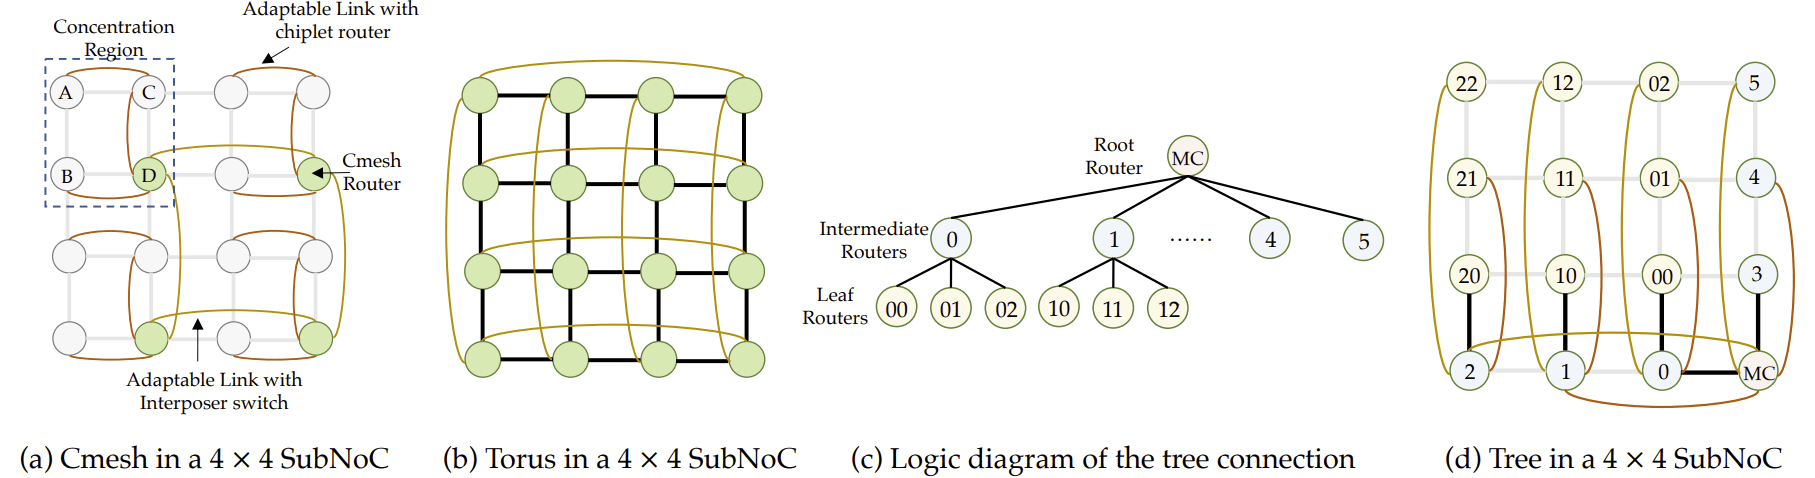 Adaptable Link with
chiplet router
Concentration
Region
A
C
B
D
Cmesh
Router
Adaptable Link with
Interposer switch
(a) Cmesh in a 4 × 4 SubNoC
(b) Torus in a 4 × 4 SubNoC
Root
Router
MC
Intermediate
Routers
0
1
......
4
5
Leaf
Routers
00
01
02
10
11
12
(c) Logic diagram of the tree connection
22
12
02
5
21
11
01
4
20
10
00
3
2
1
0
MC
(d) Tree in a 4 × 4 SubNoC